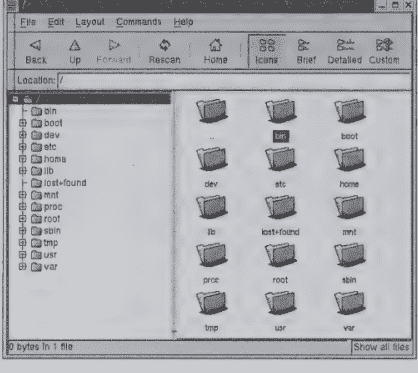 /
File Edit Layout Commands Help
Back Up Forward Rescan Home Icons Brief Detailed Custom
Location: /
/
bin
boot
dev
etc
home
lib
lost+found
mnt
proc
root
sbin
tmp
usr
var
.. bin boot
dev etc home
lib lost+found mnt
proc root sbin
tmp usr var
0 bytes in 1 file Show all files